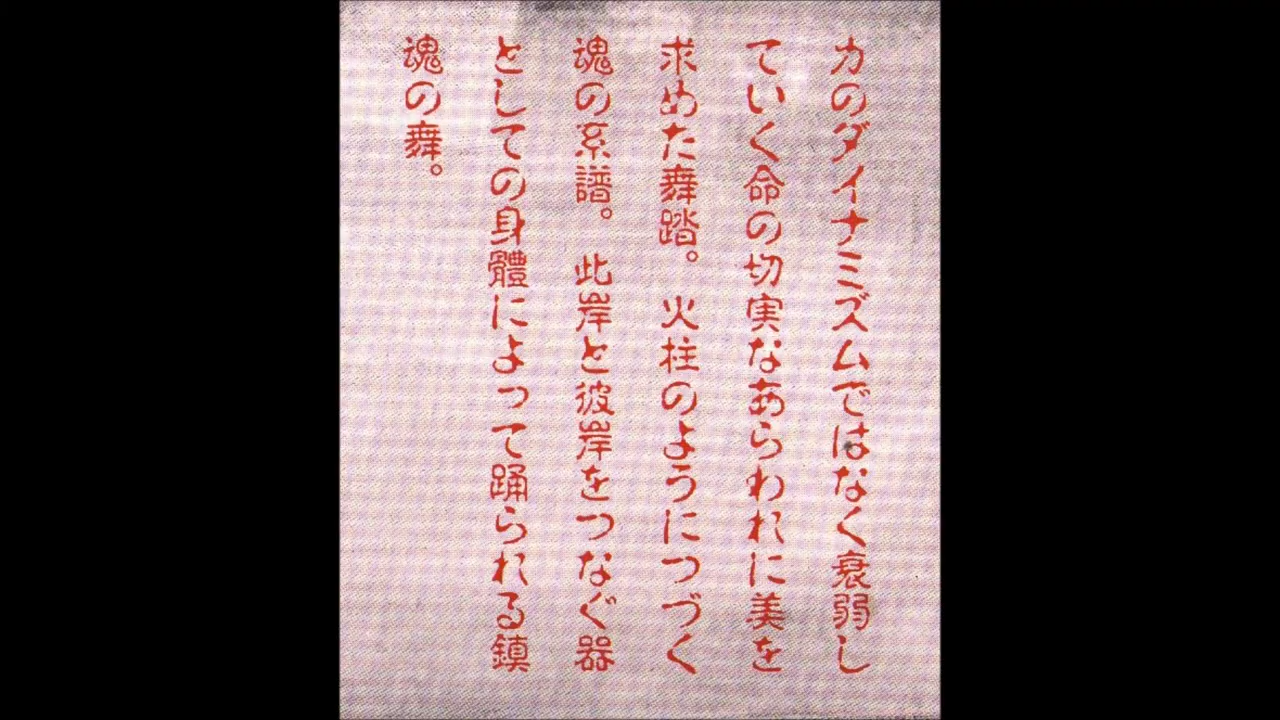 力のダイナミズムではなく衰弱し
ていく命の切実なあらわれに美を
求めた舞踏。　火柱のようにつづく
魂の系譜。　此岸と彼岸をつなぐ器
としての身體によって踊られる鎮
魂の舞。